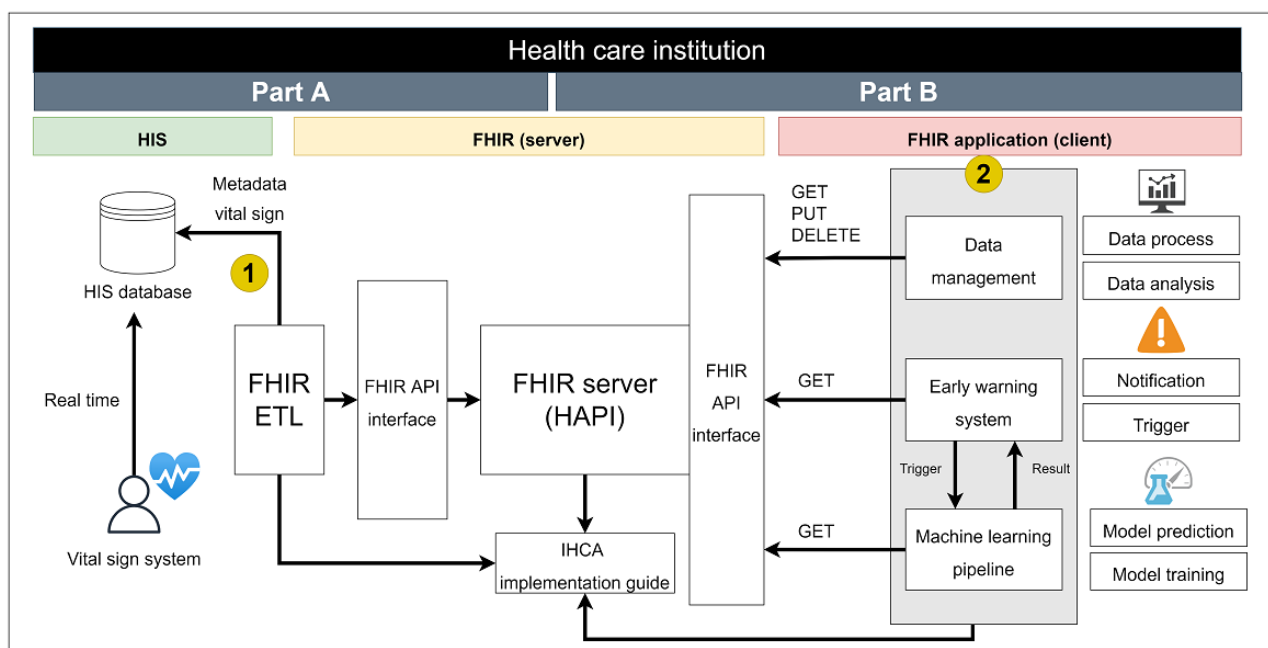 Health care institution
Part A
Part B
HIS
FHIR (server)
FHIR application (client)
Metadata
vital sign
1
HIS database
Real time
Vital sign system
FHIR
ETL
FHIR API
interface
FHIR server
(HAPI)
IHCA
implementation guide
FHIR
API
interface
GET
PUT
DELETE
GET
GET
2
Data
management
Early warning
system
Trigger
Result
Machine learning
pipeline
Data process
Data analysis
Notification
Trigger
Model prediction
Model training